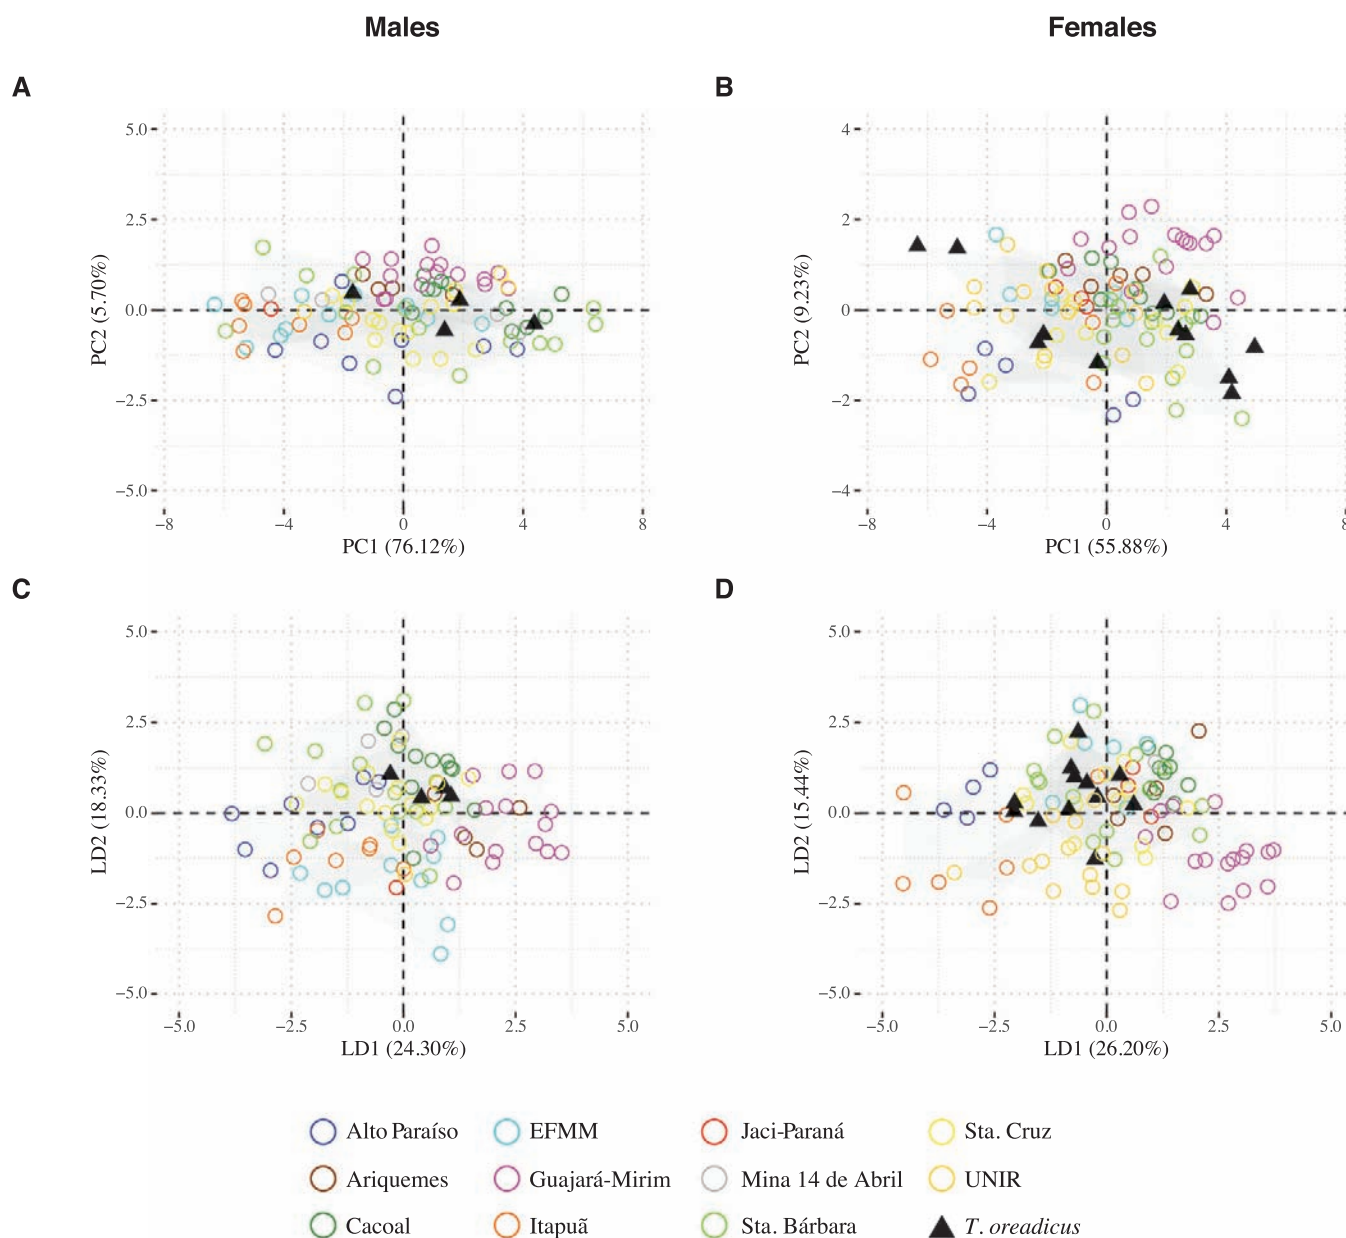 Males Females
A B
5.0 2.5 0.0 −2.5 −5.0
PC2 (5.70%)
−8 −4 0 4 8
PC1 (76.12%)
4 2 0 −2 −4
PC2 (9.23%)
−8 −4 0 4 8
PC1 (55.88%)
C D
5.0 2.5 0.0 −2.5 −5.0
LD2 (18.33%)
−5.0 −2.5 0.0 2.5 5.0
LD1 (24.30%)
5.0 2.5 0.0 −2.5 −5.0
LD2 (15.44%)
−5.0 −2.5 0.0 2.5 5.0
LD1 (26.20%)
Alto Paraíso EFMM Jaci-Paraná Sta. Cruz
Ariquemes Guajará-Mirim Mina 14 de Abril UNIR
Cacoal Itapuã Sta. Bárbara T. oreadicus